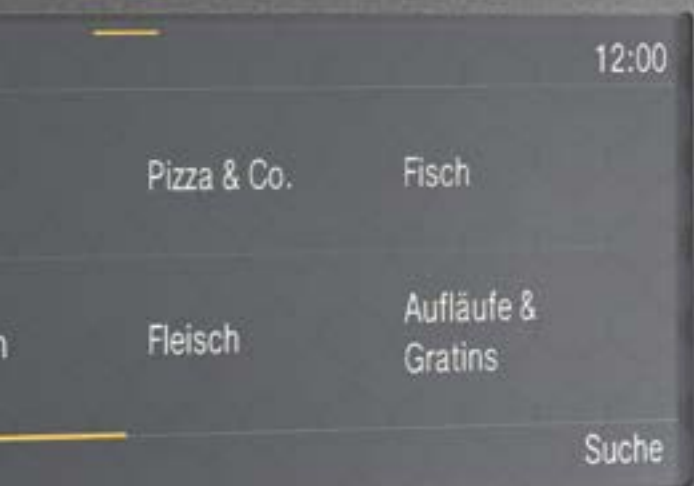 12:00
Pizza & Co.
Fisch
Fleisch
Aufläufe &
Gratins
Suche